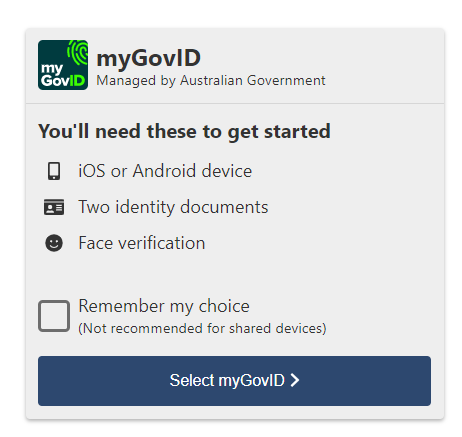 my
GovID
myGovID
Managed by Australian Government
You'll need these to get started
iOS or Android device
Two identity documents
Face verification
Remember my choice
(Not recommended for shared devices)
Select myGovID